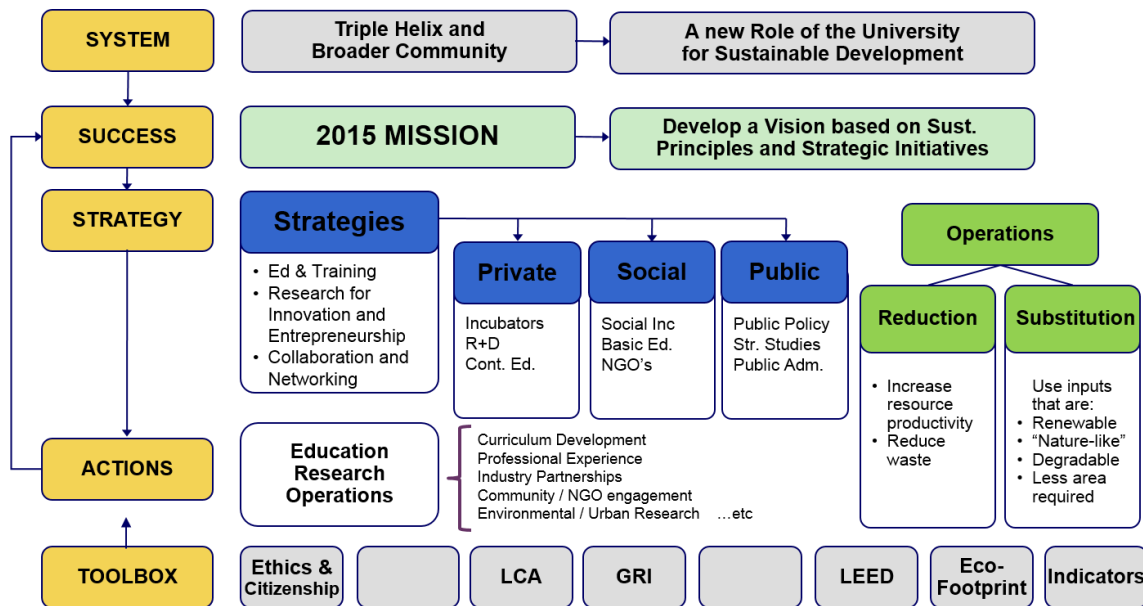 SYSTEM
Triple Helix and
Broader Community
A new Role of the University
for Sustainable Development
SUCCESS
2015 MISSION
Develop a Vision based on Sust.
Principles and Strategic Initiatives
STRATEGY
Strategies
• Ed & Training
• Research for
Innovation and
Entrepreneurship
• Collaboration and
Networking
Private
Incubators
R+D
Cont. Ed.
Social
Social Inc
Basic Ed.
NGO's
Public
Public Policy
Str. Studies
Public Adm.
Operations
Reduction
• Increase
resource
productivity
• Reduce
waste
Substitution
Use inputs
that are:
• Renewable
• “Nature-like”
• Degradable
• Less area
required
ACTIONS
Education
Research
Operations
Curriculum Development
Professional Experience
Industry Partnerships
Community / NGO engagement
Environmental / Urban Research …etc
TOOLBOX
Ethics &
Citizenship
LCA
GRI
LEED
Eco-
Footprint
Indicators